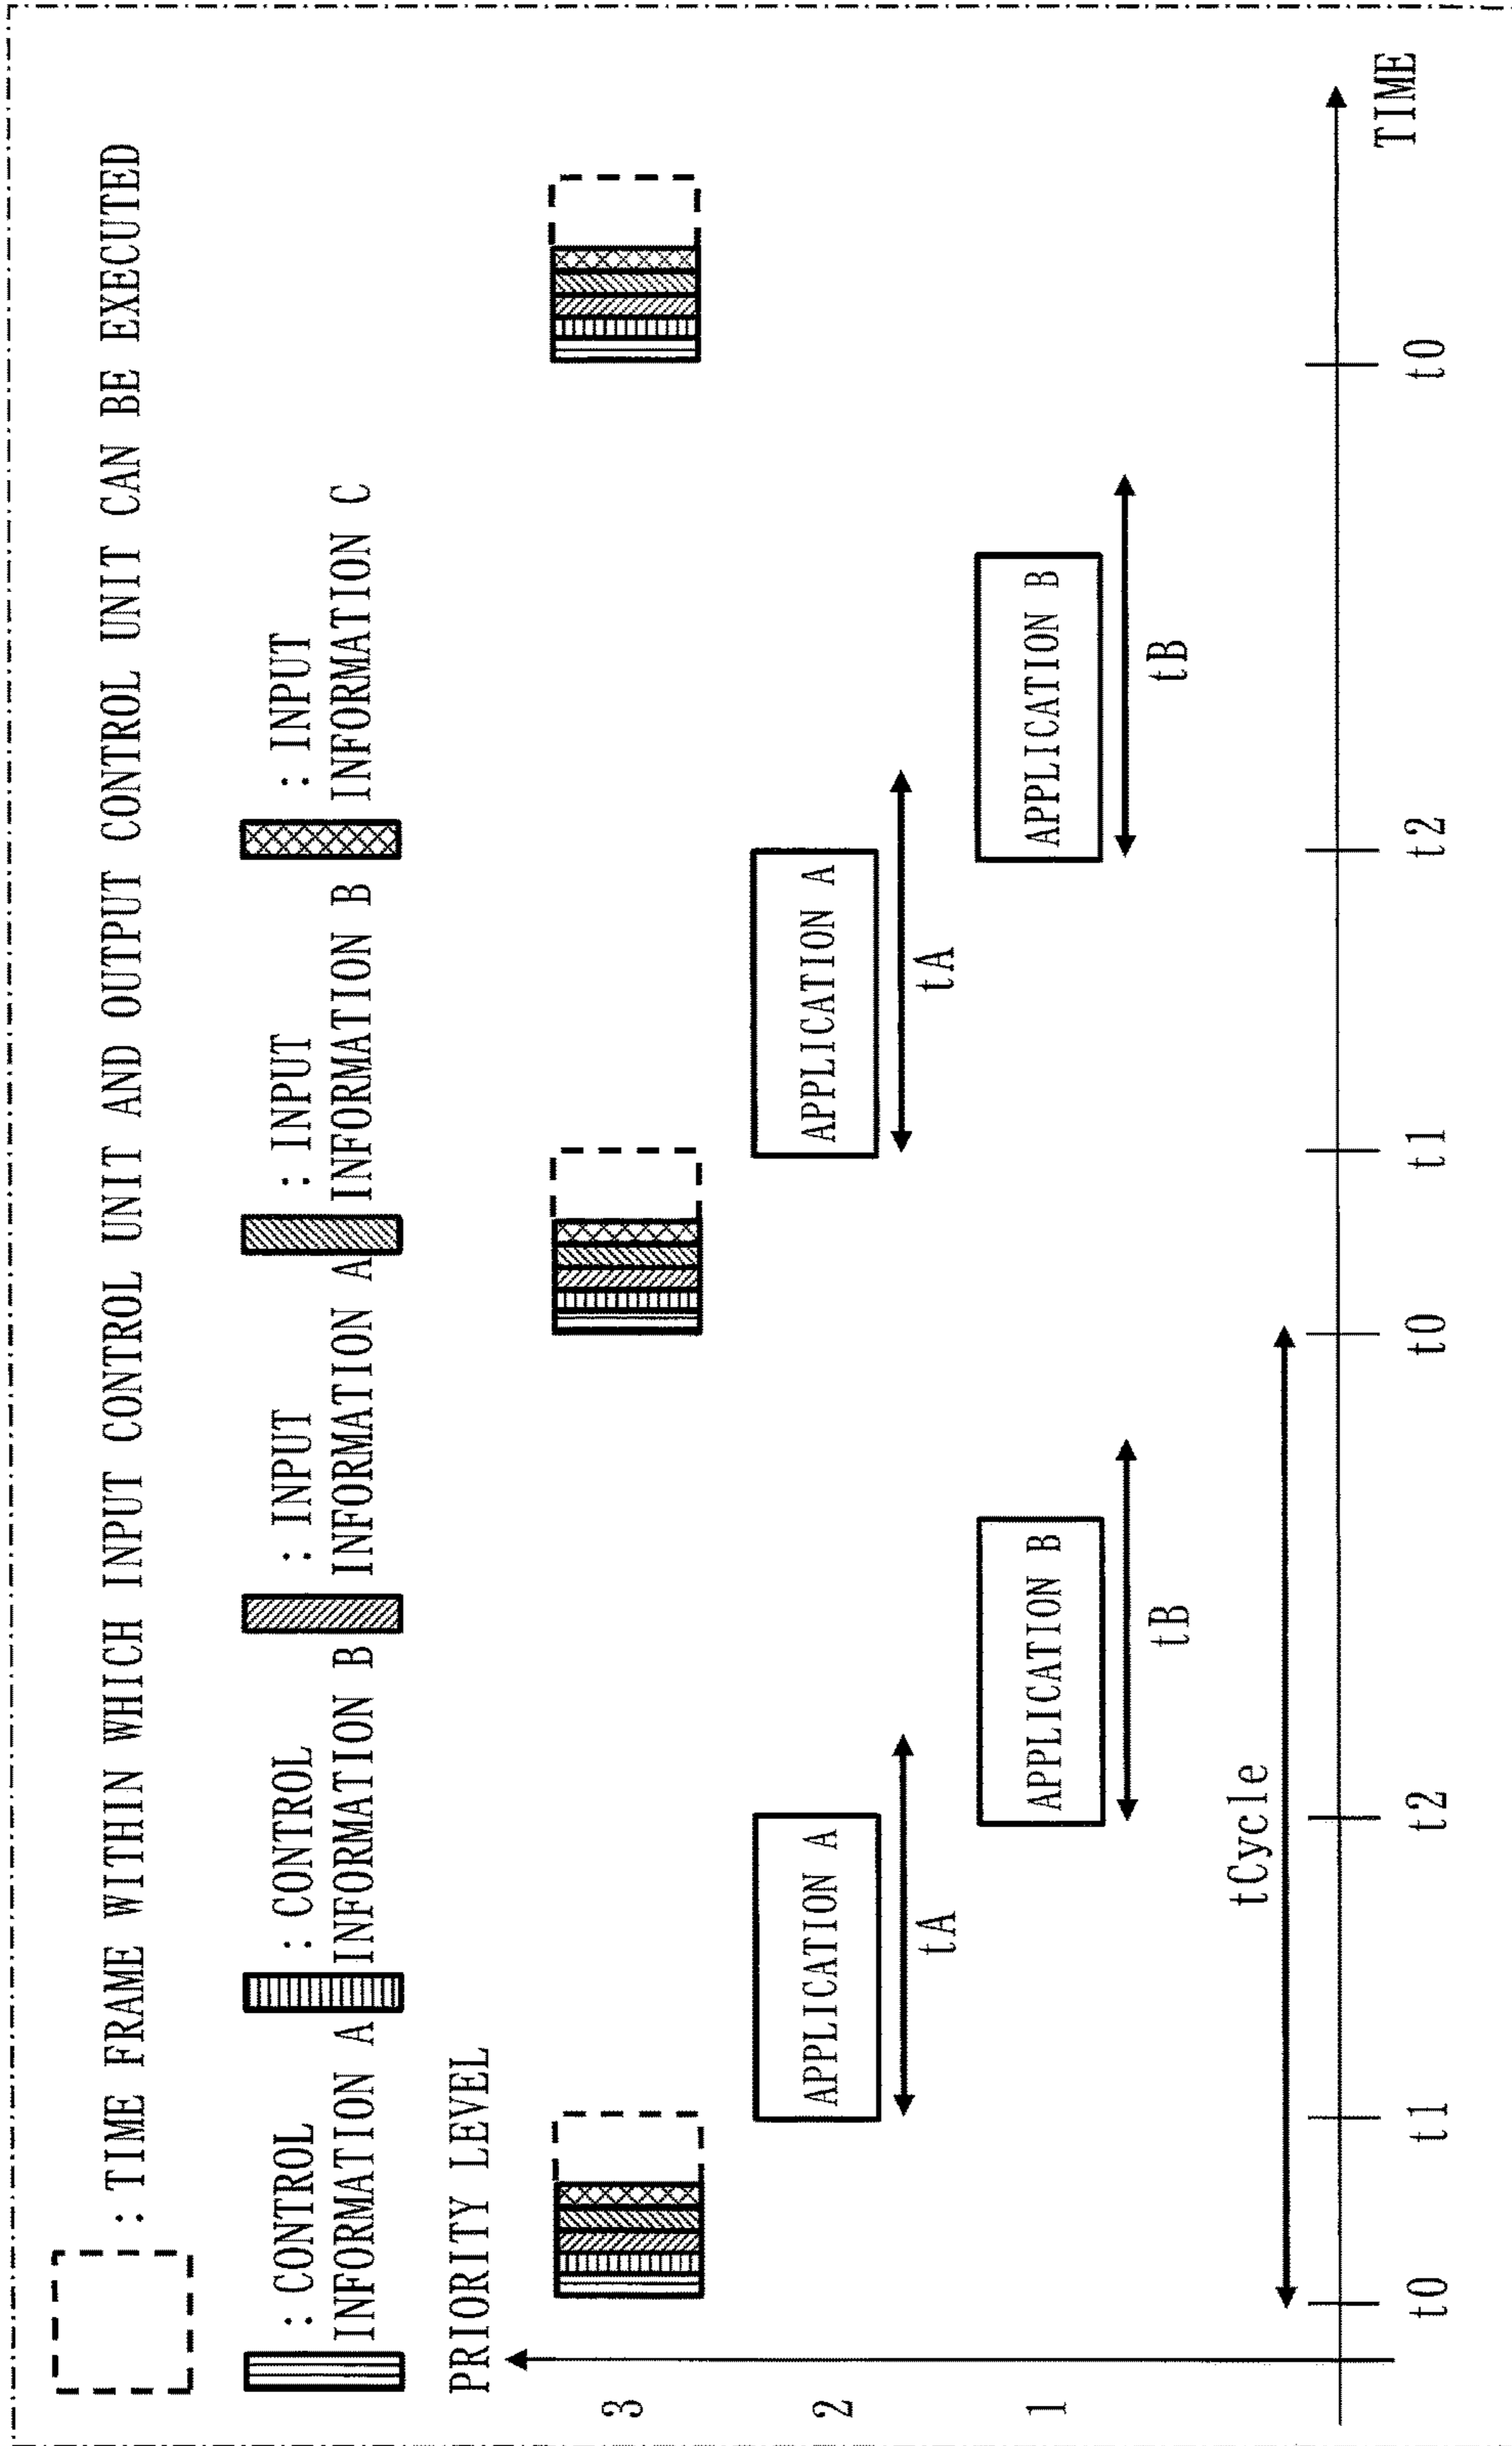 : TIME FRAME WITHIN WHICH INPUT CONTROL UNIT AND OUTPUT CONTROL UNIT CAN BE EXECUTED
: CONTROL
INFORMATION A
: CONTROL
INFORMATION B
: INPUT
INFORMATION A
: INPUT
INFORMATION B
: INPUT
INFORMATION C
PRIORITY LEVEL
3
2
APPLICATION A
APPLICATION A
tA
tA
1
APPLICATION B
APPLICATION B
tB
tB
tCycle
t0
t1
t2
t0
t1
t2
t0
TIME